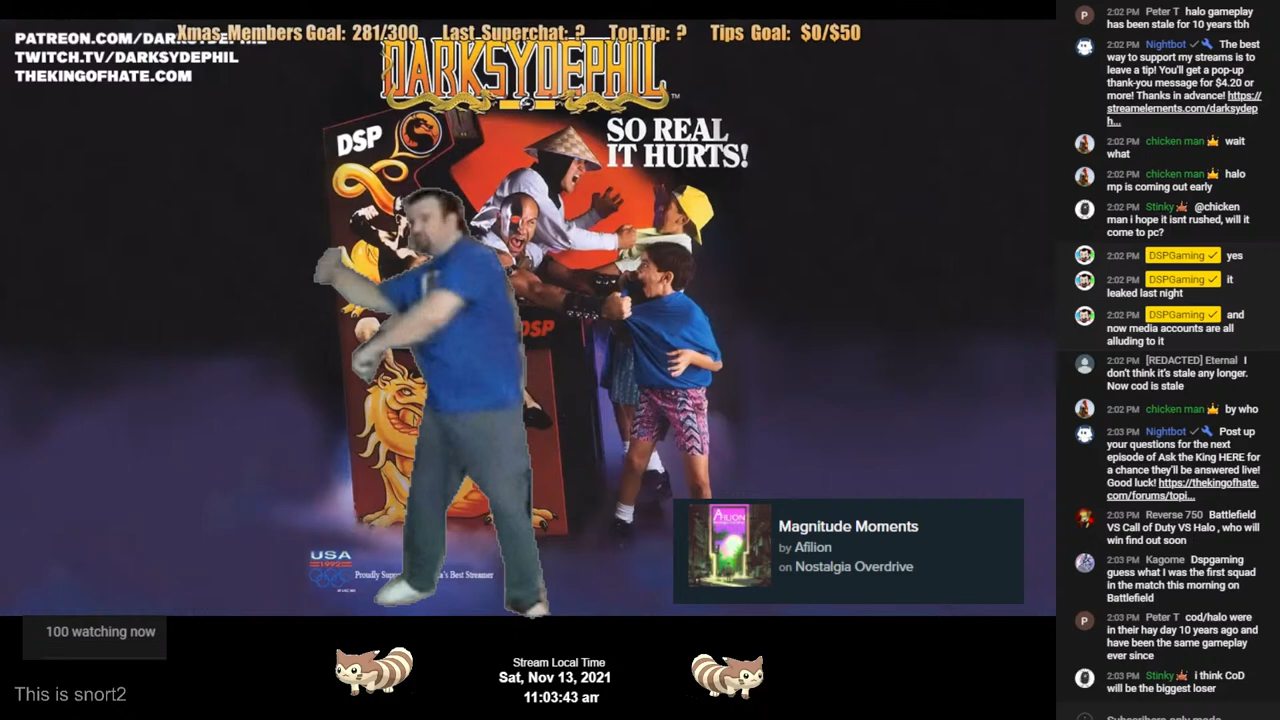 PATREON.COM/DARKSYDEPHIL
TWITCH.TV/DARKSYDEPHIL
THEKINGOFHATE.COM
Xmas Members Goal: 281/300 Last Superchat: ? Top Tip: ? Tips Goal: $0/$50
DARKSYDEPHIL
TM
DSP
SO REAL
IT HURTS!
DSP
USA
1992
Best Streamer
Magnitude Moments
by Afilion
on Nostalgia Overdrive
AFILION
100 watching now
This is snort2
Stream Local Time
Sat, Nov 13, 2021
11:03:43 am
P
2:02 PM Peter T halo gameplay
has been stale for 10 years tbh
2:02 PM Nightbot The best
way to support my streams is to
leave a tip! You'll get a pop-up
thank-you message for $4.20 or
more! Thanks in advance! https://
streamelements.com/darksydep
h...
2:02 PM chicken man wait
what
2:02 PM chicken man halo
mp is coming out early
2:02 PM Stinky @chicken
man i hope it isnt rushed, will it
come to pc?
2:02 PM DSPGaming yes
2:02 PM DSPGaming it
leaked last night
2:02 PM DSPGaming and
now media accounts are all
alluding to it
2:02 PM [REDACTED] Eternal I
don't think it's stale any longer.
Now cod is stale
2:02 PM chicken man by who
2:03 PM Nightbot Post up
your questions for the next
episode of Ask the King HERE for
a chance they'll be answered live!
Good luck! https://thekingofhate.
com/forums/topi...
2:03 PM Reverse 750 Battlefield
VS Call of Duty VS Halo , who will
win find out soon
2:03 PM Kagome Dspgaming
guess what I was the first squad
in the match this morning on
Battlefield
P
2:03 PM Peter T cod/halo were
in their hay day 10 years ago and
have been the same gameplay
ever since
2:03 PM Stinky i think CoD
will be the biggest loser
Subscribers-only mode